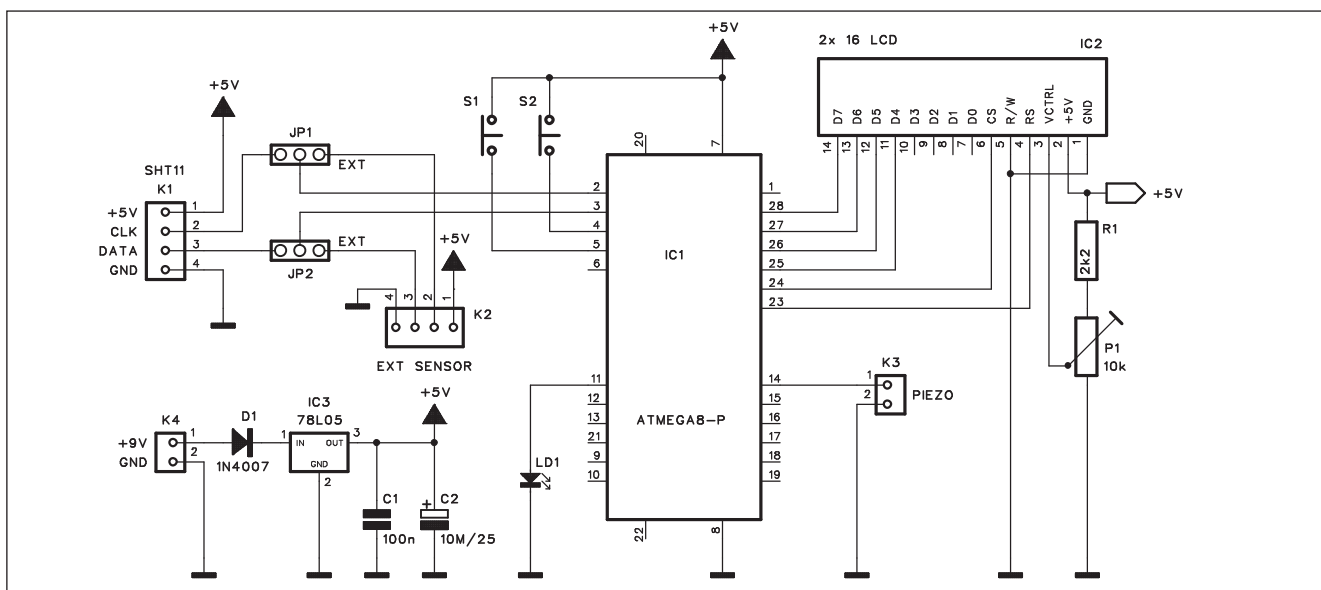 2x 16 LCD
IC2
+5V
D7
D6
D5
D4
D3
D2
D1
D0
CS
R/W
RS
VCTRL
+5V
GND
14
13
12
11
10
9
8
7
6
5
4
3
2
1
+5V
S1
S2
JP1
EXT
SHT11
K1
+5V
CLK
DATA
GND
1
2
3
4
EXT
JP2
+5V
4
3
2
1
K2
EXT SENSOR
20
7
2
3
4
5
6
1
28
27
26
25
24
23
IC1
+5V
R1
2k2
P1
10k
11
12
13
21
9
10
14
15
16
17
18
19
ATMEGA8-P
22
8
K3
1
2
PIEZO
LD1
K4
+9V
GND
1
2
D1
1N4007
IC3
78L05
1
IN
OUT
3
GND
2
+5V
C1
100n
+
C2
10M/25